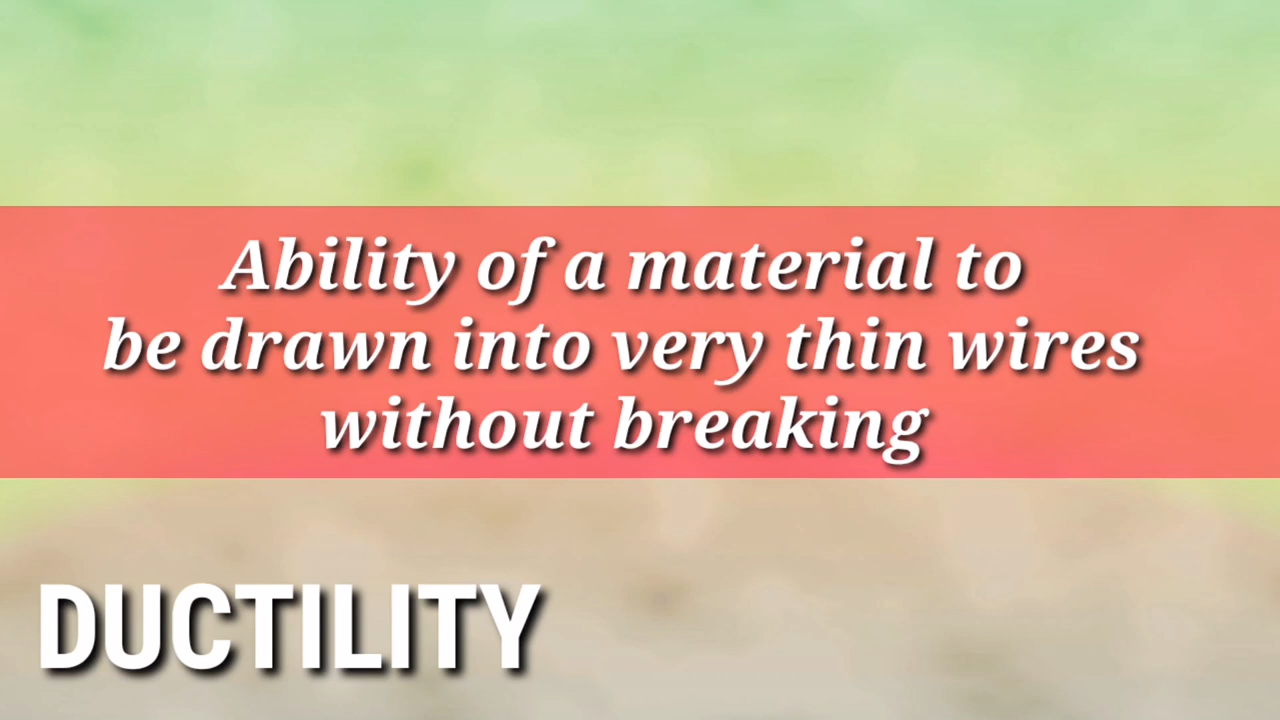 Ability of a material to
be drawn into very thin wires
without breaking
DUCTILITY